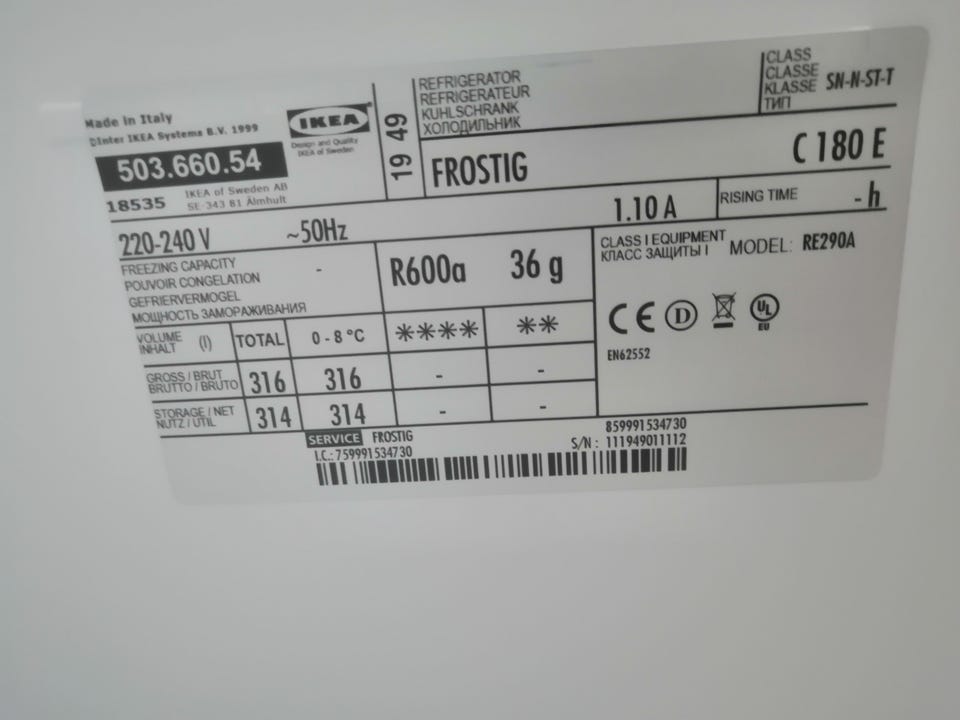 Made in Italy
©Inter IKEA Systems B.V. 1999
503.660.54
18535
IKEA of Sweden AB
SE-343 81 Älmhult
IKEA
Design and Quality
IKEA of Sweden
19 49
REFRIGERATOR
REFRIGERATEUR
KUHLSCHRANK
ХОЛОДИЛЬНИК
CLASS
CLASSE
KLASSE
ТИП
SN-N-ST-T
FROSTIG
C 180 E
220-240 V
~50Hz
1.10 A
RISING TIME
- h
FREEZING CAPACITY
POUVOIR CONGELATION
GEFRIERVERMOGEL
МОЩНОСТЬ ЗАМОРАЖИВАНИЯ
-
R600a
36 g
CLASS I EQUIPMENT
КЛАСС ЗАЩИТЫ I
MODEL: RE290A
VOLUME
INHALT
(l)
TOTAL
0 - 8 °C
****
**
CE D UL
EU
EN62552
GROSS / BRUT
BRUTTO / BRUTO
316
316
-
-
STORAGE / NET
NUTZ / UTIL
314
314
-
-
SERVICE FROSTIG
859991534730
I.C.: 759991534730
S/N : 111949011112